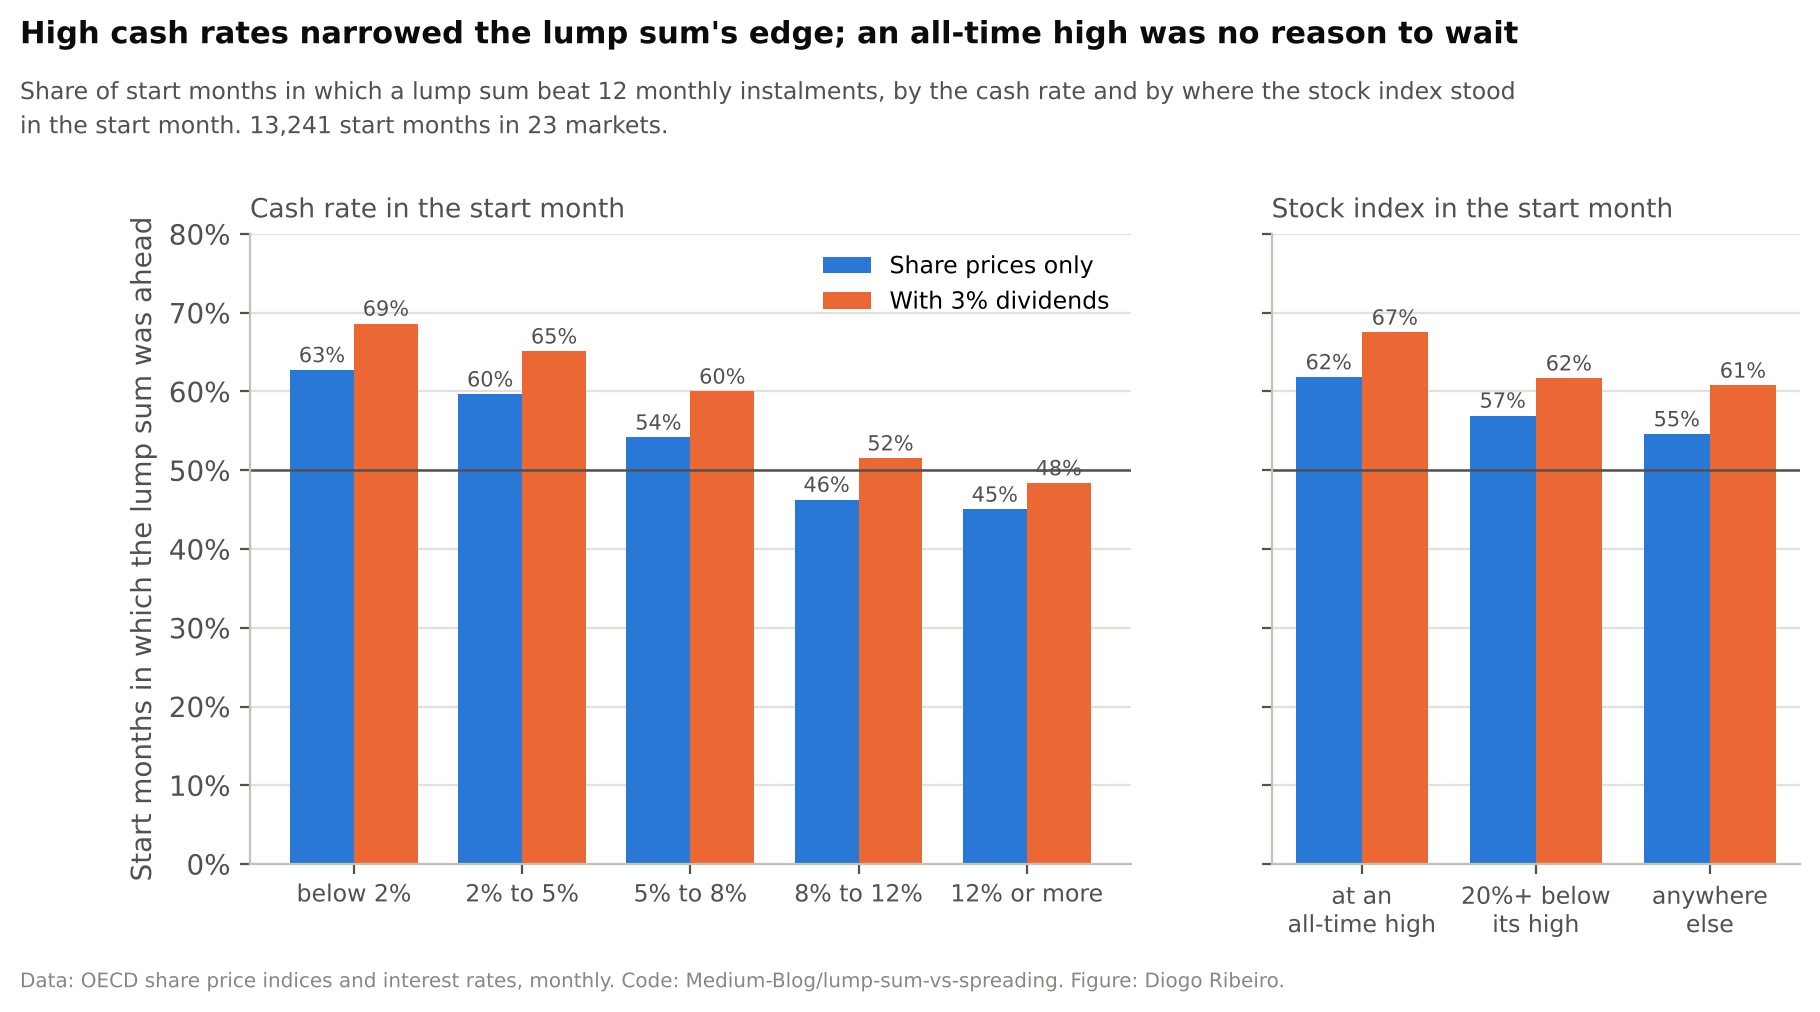 High cash rates narrowed the lump sum's edge; an all-time high was no reason to wait
Share of start months in which a lump sum beat 12 monthly instalments, by the cash rate and by where the stock index stood
in the start month. 13,241 start months in 23 markets.
Cash rate in the start month
Start months in which the lump sum was ahead
80%
70%
60%
50%
40%
30%
20%
10%
0%
Share prices only
With 3% dividends
63%
69%
60%
65%
54%
60%
46%
52%
45%
48%
below 2%
2% to 5%
5% to 8%
8% to 12%
12% or more
Stock index in the start month
62%
67%
57%
62%
55%
61%
at an
all-time high
20%+ below
its high
anywhere
else
Data: OECD share price indices and interest rates, monthly. Code: Medium-Blog/lump-sum-vs-spreading. Figure: Diogo Ribeiro.